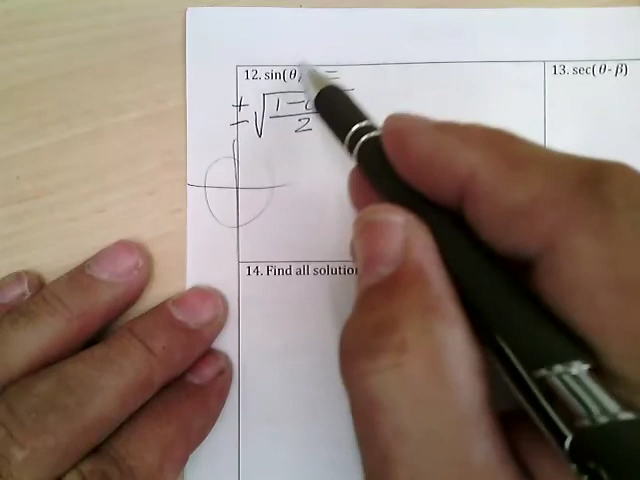 12. sin(θ/ =
13. sec(θ-β)
± √ 1 -
2
14. Find all solution